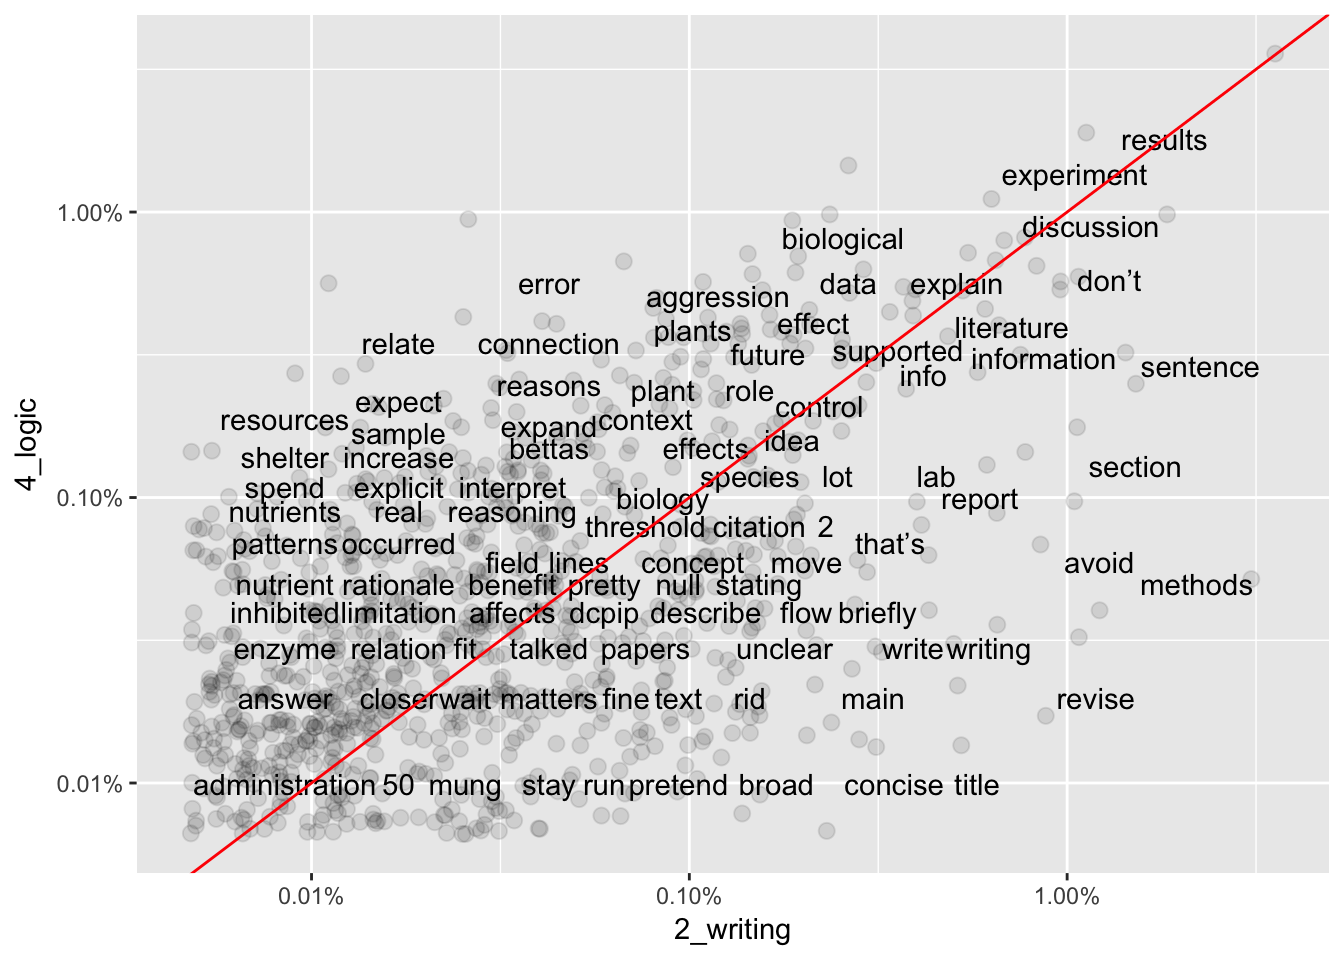 results
experiment
1.00%
discussion
biological
error data explain don’t
aggression
plants effect literature
relate connection future supported information
info sentence
reasons plant role
expect control
resources expand context
sample bettas effects idea
shelter increase species lot lab section
spend explicit interpret
0.10% biology report
nutrients real reasoning
threshold citation 2
patterns occurred that’s
field lines concept move avoid
nutrient rationale benefit pretty null stating methods
inhibited limitation affects dcpip describe flow briefly
enzyme relation fit talked papers unclear write writing
answer closer wait matters fine text rid main revise
0.01% administration 50 mung stay run pretend broad concise title
0.01% 0.10% 1.00%
2_writing
4_logic